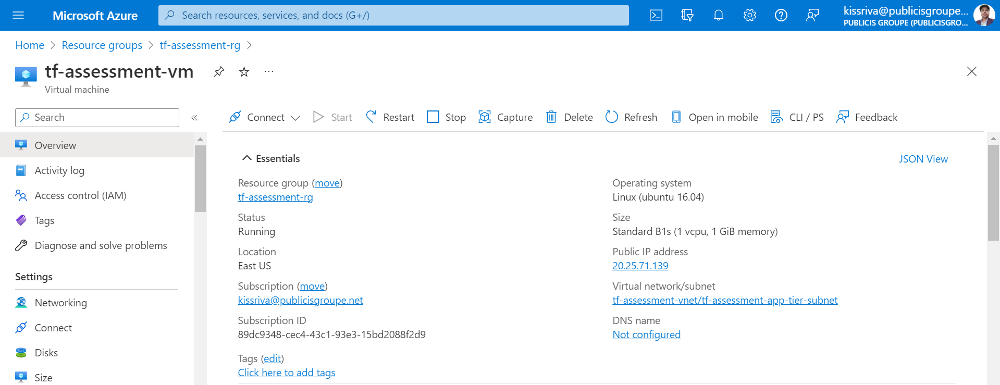 Microsoft Azure
Search resources, services, and docs (G+/)
kissriva@publicisgroupe...
PUBLICIS GROUPE (PUBLICISGRO...
Home > Resource groups > tf-assessment-rg >
tf-assessment-vm
Virtual machine
Search
Connect Start Restart Stop Capture Delete Refresh Open in mobile CLI / PS Feedback
Overview
Activity log
Access control (IAM)
Tags
Diagnose and solve problems
Settings
Networking
Connect
Disks
Size
Essentials
JSON View
Resource group (move)
tf-assessment-rg
Status
Running
Location
East US
Subscription (move)
kissriva@publicisgroupe.net
Subscription ID
89dc9348-cec4-43c1-93e3-15bd2088f2d9
Tags (edit)
Click here to add tags
Operating system
Linux (ubuntu 16.04)
Size
Standard B1s (1 vcpu, 1 GiB memory)
Public IP address
20.25.71.139
Virtual network/subnet
tf-assessment-vnet/tf-assessment-app-tier-subnet
DNS name
Not configured